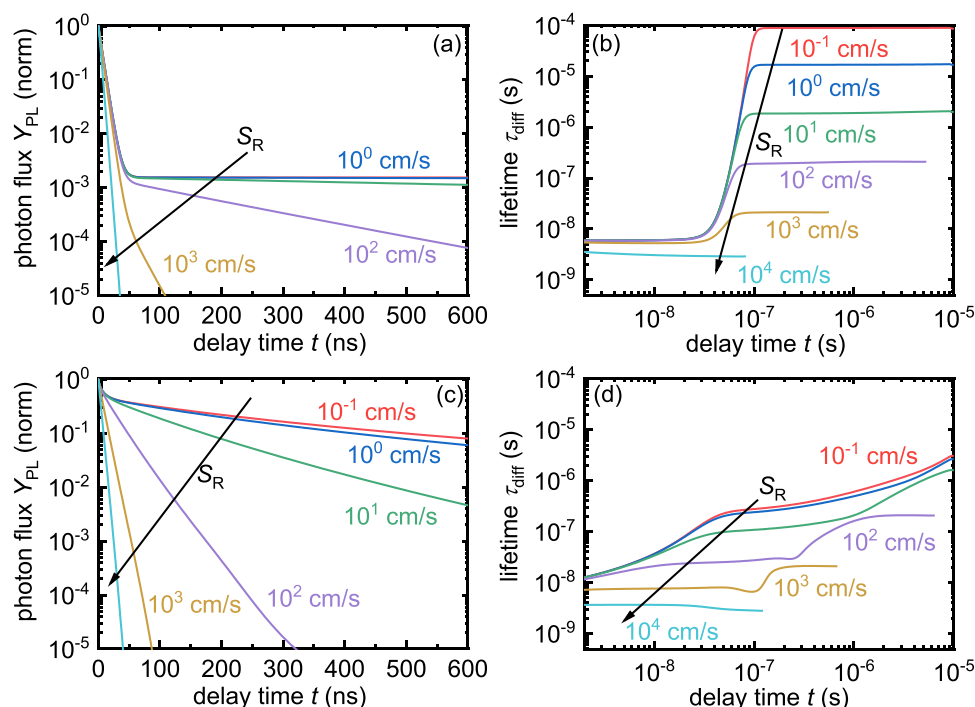 (a)
photon flux Y_PL (norm)
10^0
10^-1
10^-2
10^-3
10^-4
10^-5
S_R
10^0 cm/s
10^2 cm/s
10^3 cm/s
0 100 200 300 400 500 600
delay time t (ns)
(b)
lifetime τ_diff (s)
10^-4
10^-5
10^-6
10^-7
10^-8
10^-9
10^-1 cm/s
10^0 cm/s
10^1 cm/s
S_R
10^2 cm/s
10^3 cm/s
10^4 cm/s
10^-8 10^-7 10^-6 10^-5
delay time t (s)
(c)
photon flux Y_PL (norm)
10^0
10^-1
10^-2
10^-3
10^-4
10^-5
10^-1 cm/s
10^0 cm/s
S_R
10^1 cm/s
10^3 cm/s
10^2 cm/s
0 100 200 300 400 500 600
delay time t (ns)
(d)
lifetime τ_diff (s)
10^-4
10^-5
10^-6
10^-7
10^-8
10^-9
10^-1 cm/s
S_R
10^2 cm/s
10^3 cm/s
10^4 cm/s
10^-8 10^-7 10^-6 10^-5
delay time t (s)